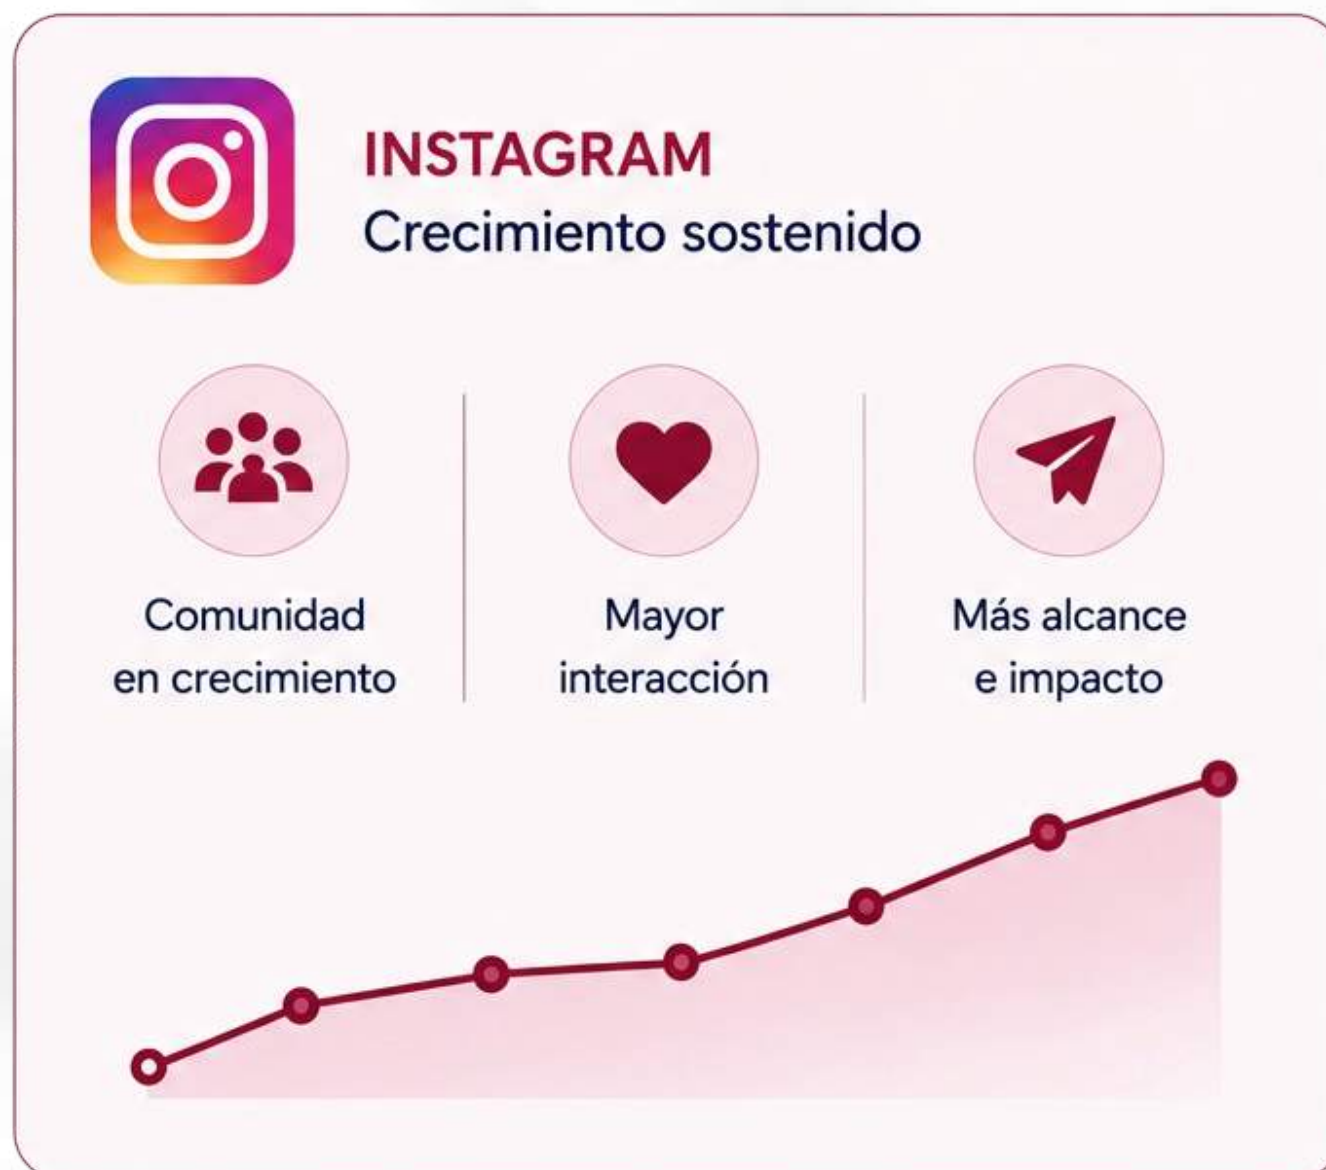 INSTAGRAM
Crecimiento sostenido
Comunidad
en crecimiento
Mayor
interacción
Más alcance
e impacto